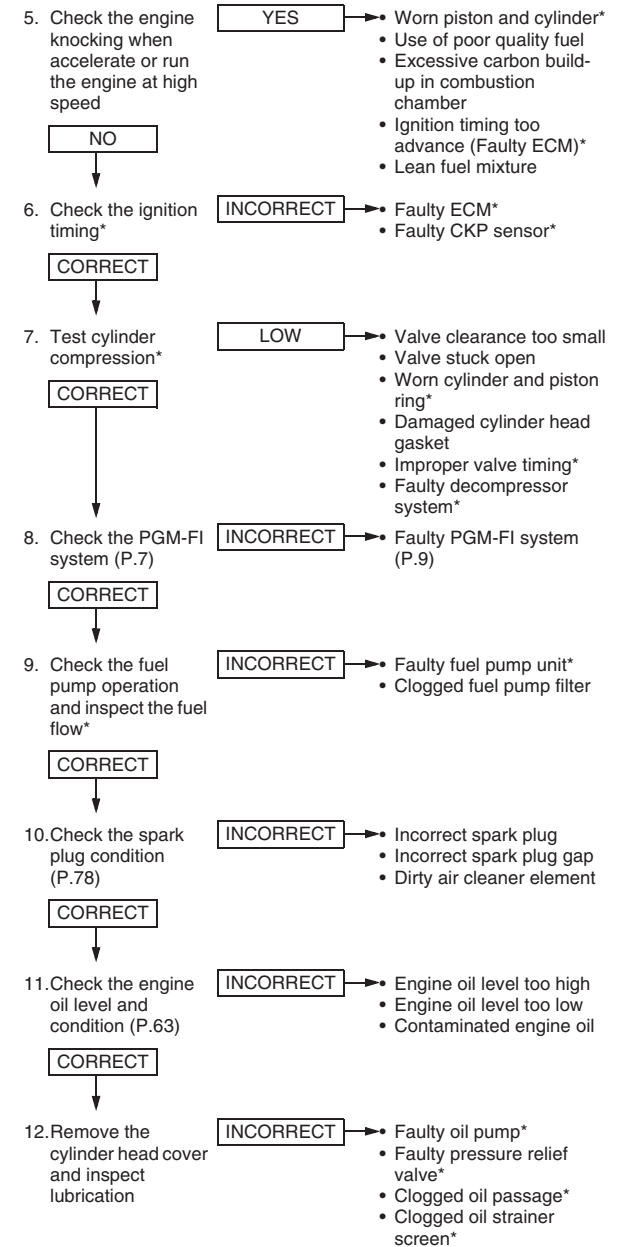 5. Check the engine
knocking when
accelerate or run
the engine at high
speed
YES
• Worn piston and cylinder*
• Use of poor quality fuel
• Excessive carbon build-
up in combustion
chamber
• Ignition timing too
advance (Faulty ECM)*
• Lean fuel mixture
NO
6. Check the ignition
timing*
INCORRECT
• Faulty ECM*
• Faulty CKP sensor*
CORRECT
7. Test cylinder
compression*
LOW
• Valve clearance too small
• Valve stuck open
• Worn cylinder and piston
ring*
• Damaged cylinder head
gasket
• Improper valve timing*
• Faulty decompressor
system*
CORRECT
8. Check the PGM-FI
system (P.7)
INCORRECT
• Faulty PGM-FI system
(P.9)
CORRECT
9. Check the fuel
pump operation
and inspect the fuel
flow*
INCORRECT
• Faulty fuel pump unit*
• Clogged fuel pump filter
CORRECT
10.Check the spark
plug condition
(P.78)
INCORRECT
• Incorrect spark plug
• Incorrect spark plug gap
• Dirty air cleaner element
CORRECT
11.Check the engine
oil level and
condition (P.63)
INCORRECT
• Engine oil level too high
• Engine oil level too low
• Contaminated engine oil
CORRECT
12.Remove the
cylinder head cover
and inspect
lubrication
INCORRECT
• Faulty oil pump*
• Faulty pressure relief
valve*
• Clogged oil passage*
• Clogged oil strainer
screen*